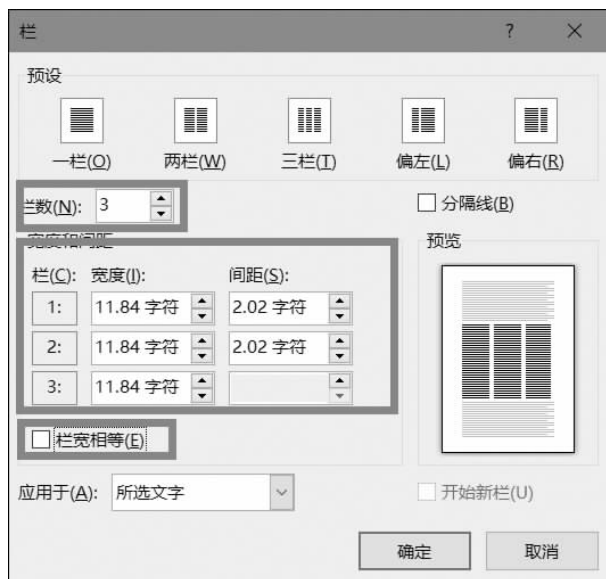 栏 ? ×
预设
一栏(O) 两栏(W) 三栏(T) 偏左(L) 偏右(R)
栏数(N): 3 分隔线(B)
宽度和间距 预览
栏(C): 宽度(I): 间距(S):
1: 11.84 字符 2.02 字符
2: 11.84 字符 2.02 字符
3: 11.84 字符
栏宽相等(E)
应用于(A): 所选文字 开始新栏(U)
确定 取消